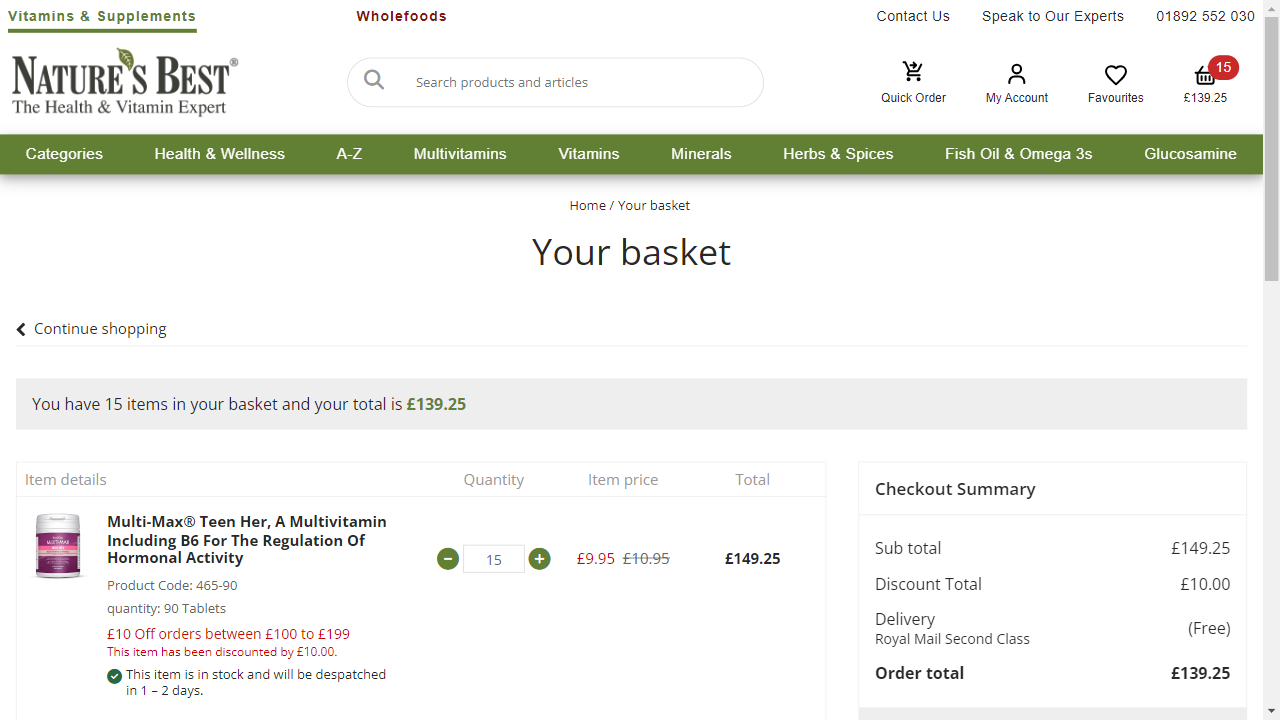 Vitamins & Supplements
Wholefoods
Contact Us
Speak to Our Experts
01892 552 030
NATURE'S BEST®
The Health & Vitamin Expert
Search products and articles
Quick Order
My Account
Favourites
15
£139.25
Categories
Health & Wellness
A-Z
Multivitamins
Vitamins
Minerals
Herbs & Spices
Fish Oil & Omega 3s
Glucosamine
Home / Your basket
Your basket
Continue shopping
You have 15 items in your basket and your total is £139.25
Item details
Quantity
Item price
Total
Multi-Max® Teen Her, A Multivitamin
Including B6 For The Regulation Of
Hormonal Activity
Product Code: 465-90
quantity: 90 Tablets
£10 Off orders between £100 to £199
This item has been discounted by £10.00.
This item is in stock and will be despatched
in 1 – 2 days.
15
£9.95 £10.95
£149.25
Checkout Summary
Sub total
£149.25
Discount Total
£10.00
Delivery
Royal Mail Second Class
(Free)
Order total
£139.25